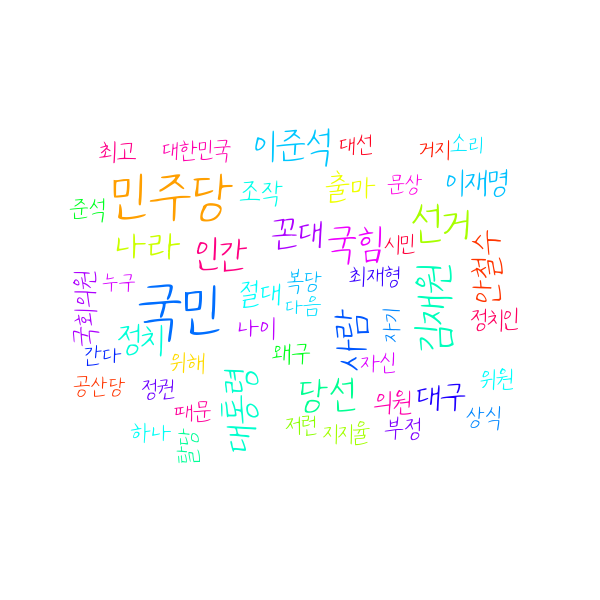 최고 대한민국 이준석 대선 거지 소리
준석 민주당 조작 출마 문상 이재명
나라 인간 꼰대 국힘 시민 선거 안철수
국회의원 누구 국민 절대 복당 다음 최재형 김재원
정치 나이 사람 자기 정치인
간다 위해 왜구 자신
공산당 정권 때문 대통령 당선 의원 대구 위원
하나 탈당 저런 지지율 부정 상식